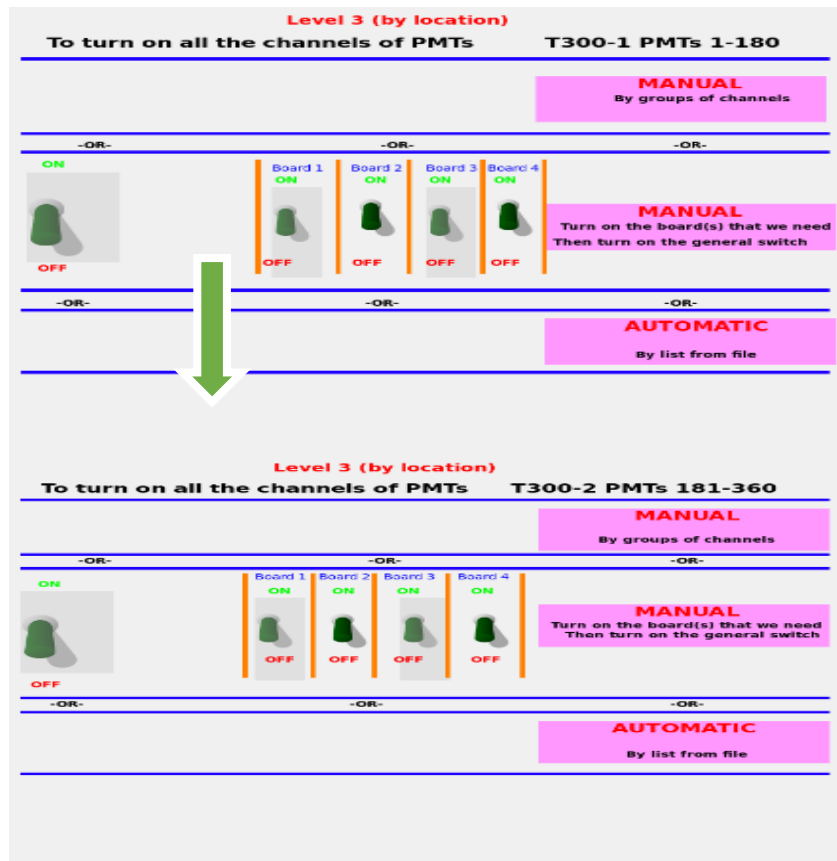 Level 3 (by location)
To turn on all the channels of PMTs T300-1 PMTs 1-180
MANUAL
By groups of channels
-OR- -OR- -OR-
ON
Board 1 Board 2 Board 3 Board 4
ON ON ON ON
MANUAL
Turn on the board(s) that we need
Then turn on the general switch
OFF OFF OFF OFF
OFF
-OR- -OR- -OR-
AUTOMATIC
By list from file
Level 3 (by location)
To turn on all the channels of PMTs T300-2 PMTs 181-360
MANUAL
By groups of channels
-OR- -OR- -OR-
Board 1 Board 2 Board 3 Board 4
ON
ON ON ON ON
MANUAL
Turn on the board(s) that we need
Then turn on the general switch
OFF OFF OFF OFF
OFF
-OR- -OR- -OR-
AUTOMATIC
By list from file